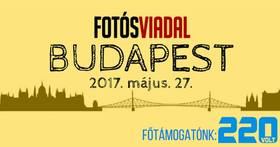 FOTÓSVIADAL
BUDAPEST
2017. május. 27.
FŐTÁMOGATÓNK: 220 VOLT